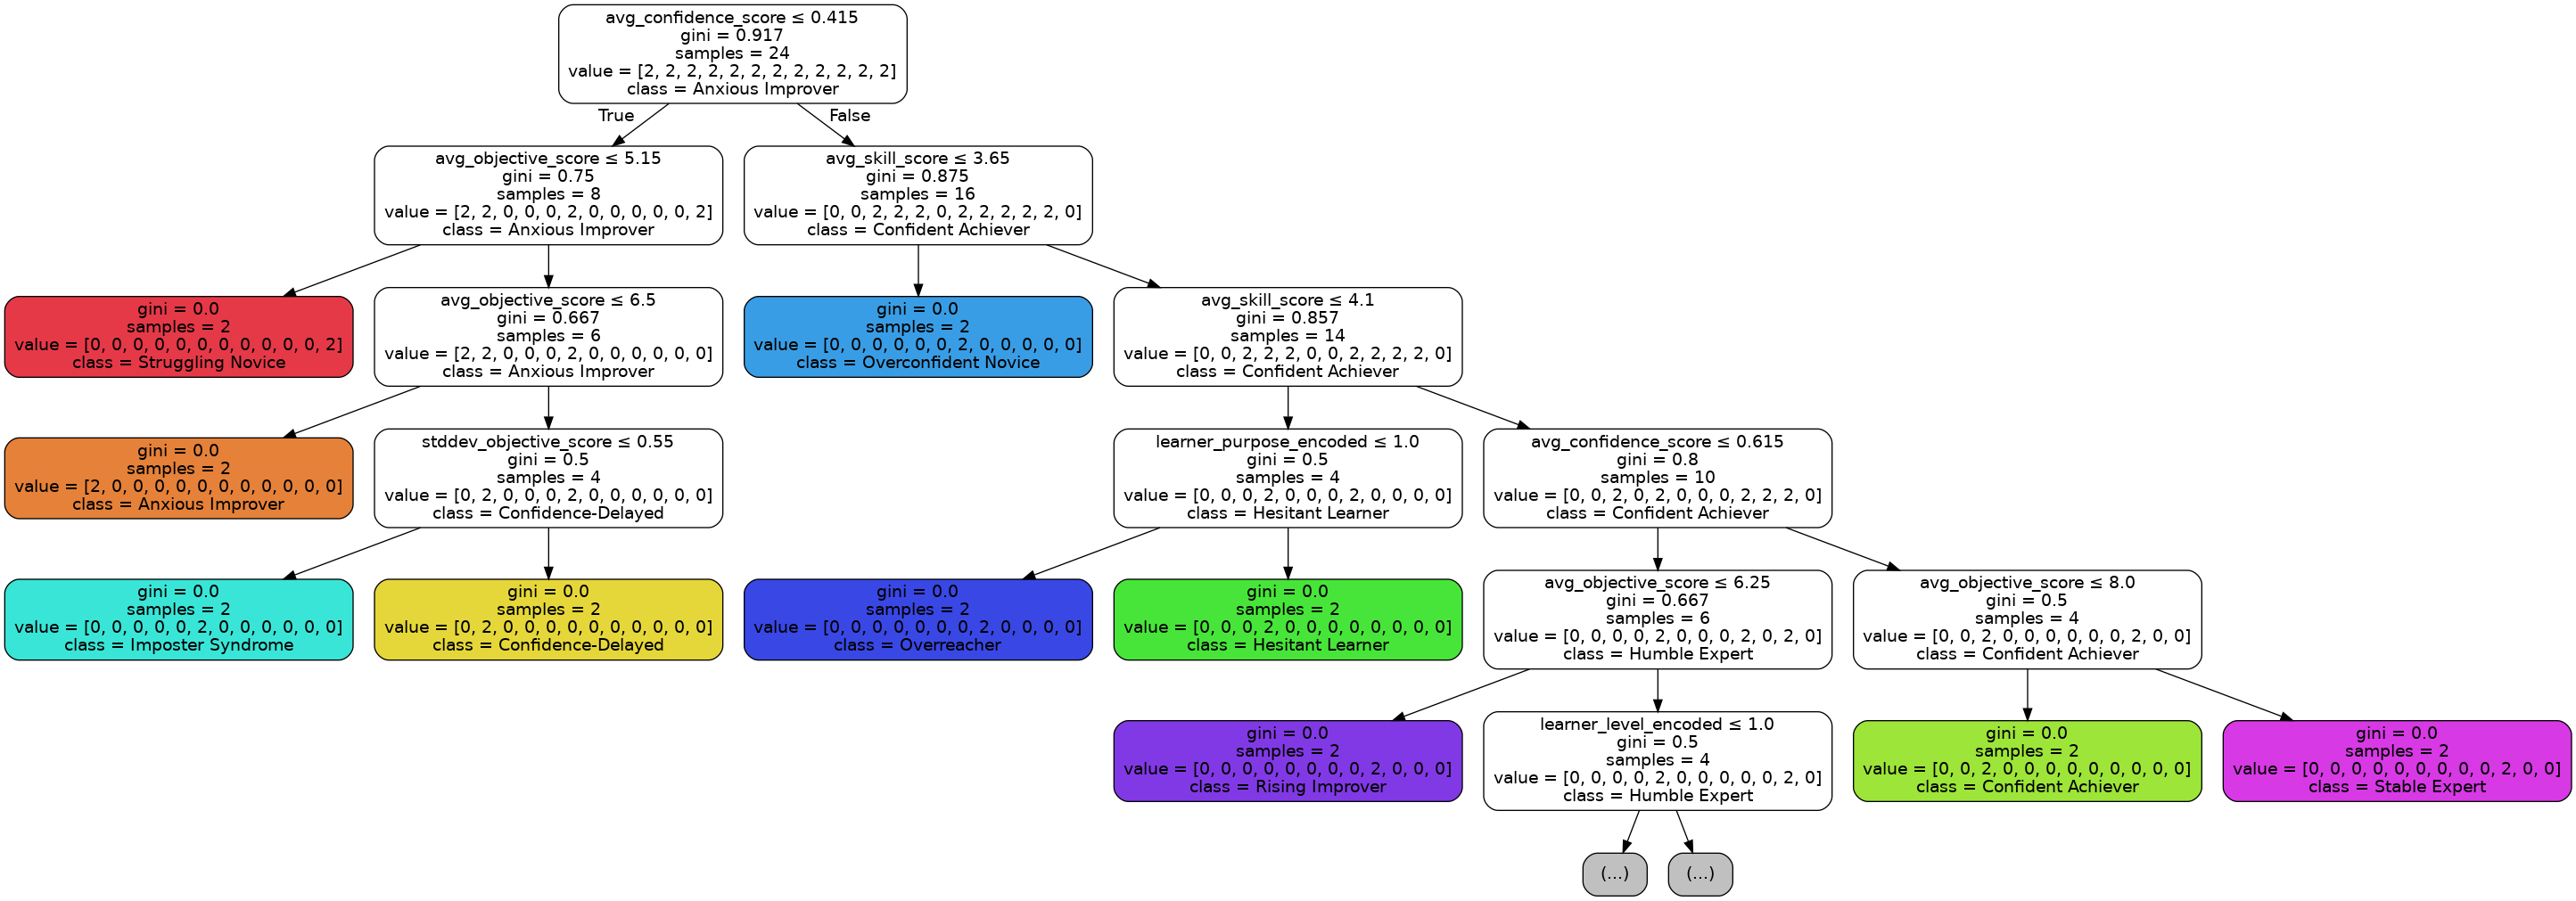 avg_confidence_score ≤ 0.415
gini = 0.917
samples = 24
value = [2, 2, 2, 2, 2, 2, 2, 2, 2, 2, 2, 2]
class = Anxious Improver
True
False
avg_objective_score ≤ 5.15
gini = 0.75
samples = 8
value = [2, 2, 0, 0, 0, 2, 0, 0, 0, 0, 0, 2]
class = Anxious Improver
avg_skill_score ≤ 3.65
gini = 0.875
samples = 16
value = [0, 0, 2, 2, 2, 0, 2, 2, 2, 2, 2, 0]
class = Confident Achiever
gini = 0.0
samples = 2
value = [0, 0, 0, 0, 0, 0, 0, 0, 0, 0, 0, 2]
class = Struggling Novice
avg_objective_score ≤ 6.5
gini = 0.667
samples = 6
value = [2, 2, 0, 0, 0, 2, 0, 0, 0, 0, 0, 0]
class = Anxious Improver
gini = 0.0
samples = 2
value = [0, 0, 0, 0, 0, 0, 2, 0, 0, 0, 0, 0]
class = Overconfident Novice
avg_skill_score ≤ 4.1
gini = 0.857
samples = 14
value = [0, 0, 2, 2, 2, 0, 0, 2, 2, 2, 2, 0]
class = Confident Achiever
gini = 0.0
samples = 2
value = [2, 0, 0, 0, 0, 0, 0, 0, 0, 0, 0, 0]
class = Anxious Improver
stddev_objective_score ≤ 0.55
gini = 0.5
samples = 4
value = [0, 2, 0, 0, 0, 2, 0, 0, 0, 0, 0, 0]
class = Confidence-Delayed
learner_purpose_encoded ≤ 1.0
gini = 0.5
samples = 4
value = [0, 0, 0, 2, 0, 0, 0, 2, 0, 0, 0, 0]
class = Hesitant Learner
avg_confidence_score ≤ 0.615
gini = 0.8
samples = 10
value = [0, 0, 2, 0, 2, 0, 0, 0, 2, 2, 2, 0]
class = Confident Achiever
gini = 0.0
samples = 2
value = [0, 0, 0, 0, 0, 2, 0, 0, 0, 0, 0, 0]
class = Imposter Syndrome
gini = 0.0
samples = 2
value = [0, 2, 0, 0, 0, 0, 0, 0, 0, 0, 0, 0]
class = Confidence-Delayed
gini = 0.0
samples = 2
value = [0, 0, 0, 0, 0, 0, 0, 2, 0, 0, 0, 0]
class = Overreacher
gini = 0.0
samples = 2
value = [0, 0, 0, 2, 0, 0, 0, 0, 0, 0, 0, 0]
class = Hesitant Learner
avg_objective_score ≤ 6.25
gini = 0.667
samples = 6
value = [0, 0, 0, 0, 2, 0, 0, 0, 2, 0, 2, 0]
class = Humble Expert
avg_objective_score ≤ 8.0
gini = 0.5
samples = 4
value = [0, 0, 2, 0, 0, 0, 0, 0, 0, 2, 0, 0]
class = Confident Achiever
gini = 0.0
samples = 2
value = [0, 0, 0, 0, 0, 0, 0, 0, 2, 0, 0, 0]
class = Rising Improver
learner_level_encoded ≤ 1.0
gini = 0.5
samples = 4
value = [0, 0, 0, 0, 2, 0, 0, 0, 0, 0, 2, 0]
class = Humble Expert
gini = 0.0
samples = 2
value = [0, 0, 2, 0, 0, 0, 0, 0, 0, 0, 0, 0]
class = Confident Achiever
gini = 0.0
samples = 2
value = [0, 0, 0, 0, 0, 0, 0, 0, 0, 2, 0, 0]
class = Stable Expert
(...)
(...)